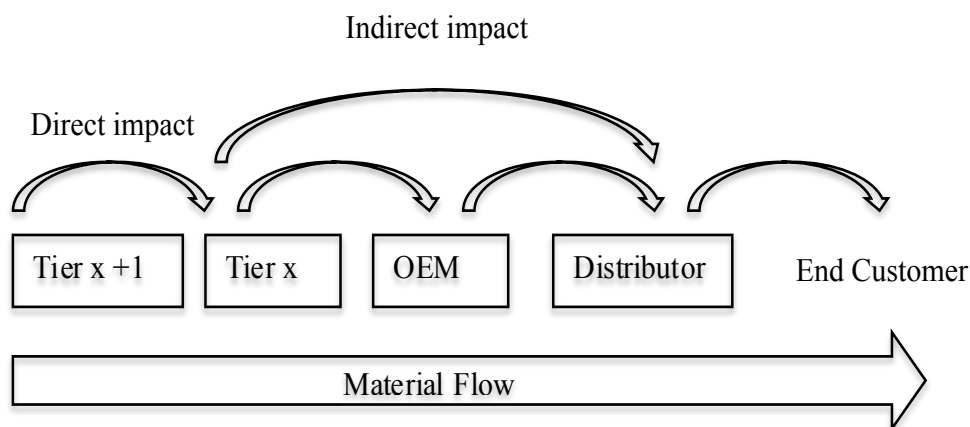 Indirect impact
Direct impact
Tier x +1
Tier x
OEM
Distributor
End Customer
Material Flow